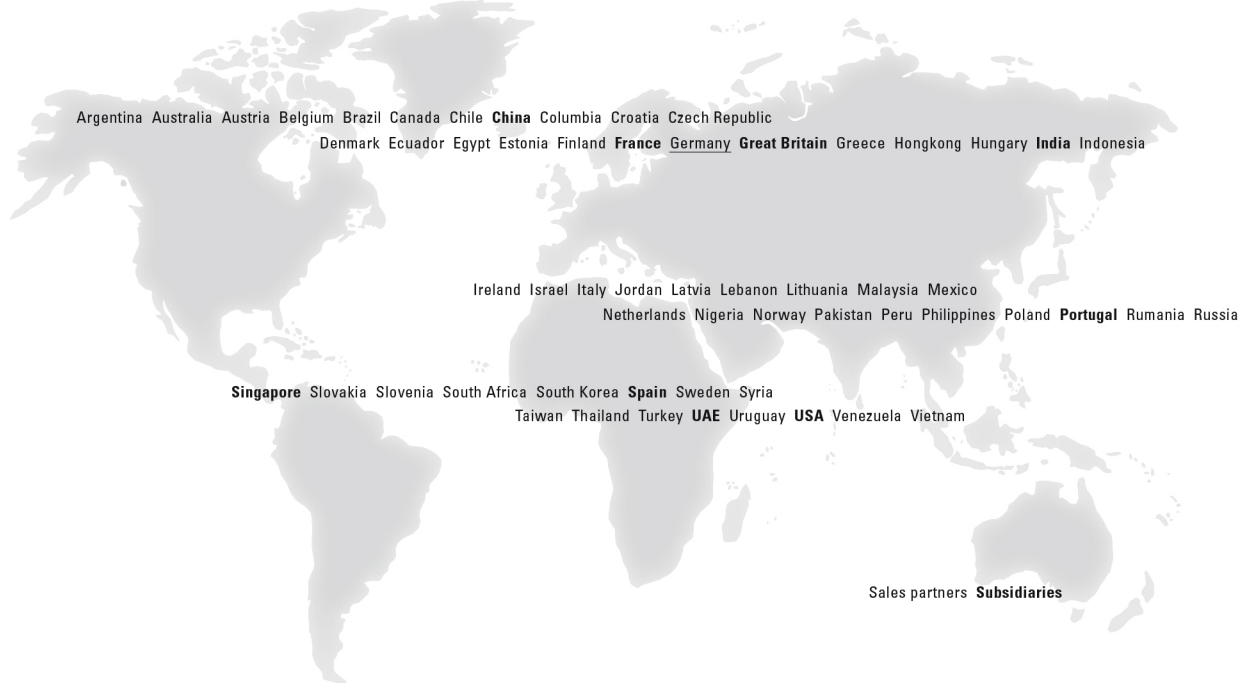 Argentina Australia Austria Belgium Brazil Canada Chile China Columbia Croatia Czech Republic
Denmark Ecuador Egypt Estonia Finland France Germany Great Britain Greece Hongkong Hungary India Indonesia
Ireland Israel Italy Jordan Latvia Lebanon Lithuania Malaysia Mexico
Netherlands Nigeria Norway Pakistan Peru Philippines Poland Portugal Rumania Russia
Singapore Slovakia Slovenia South Africa South Korea Spain Sweden Syria
Taiwan Thailand Turkey UAE Uruguay USA Venezuela Vietnam
Sales partners Subsidiaries